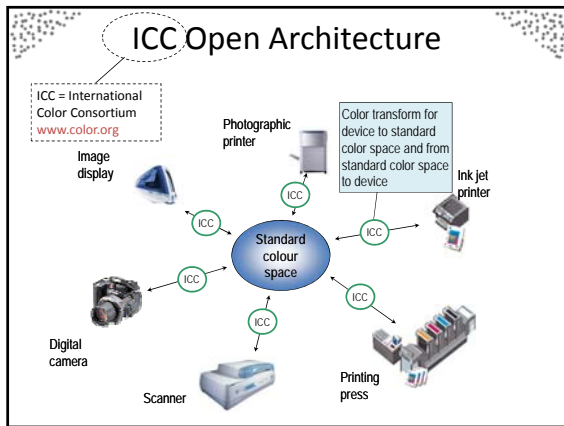 ICC Open Architecture
ICC = International
Color Consortium
www.color.org
Photographic
printer
Color transform for
device to standard
color space and from
standard color space
to device
Image
display
Ink jet
printer
ICC
ICC
ICC
Standard
colour
space
ICC
ICC
ICC
Digital
camera
Scanner
Printing
press